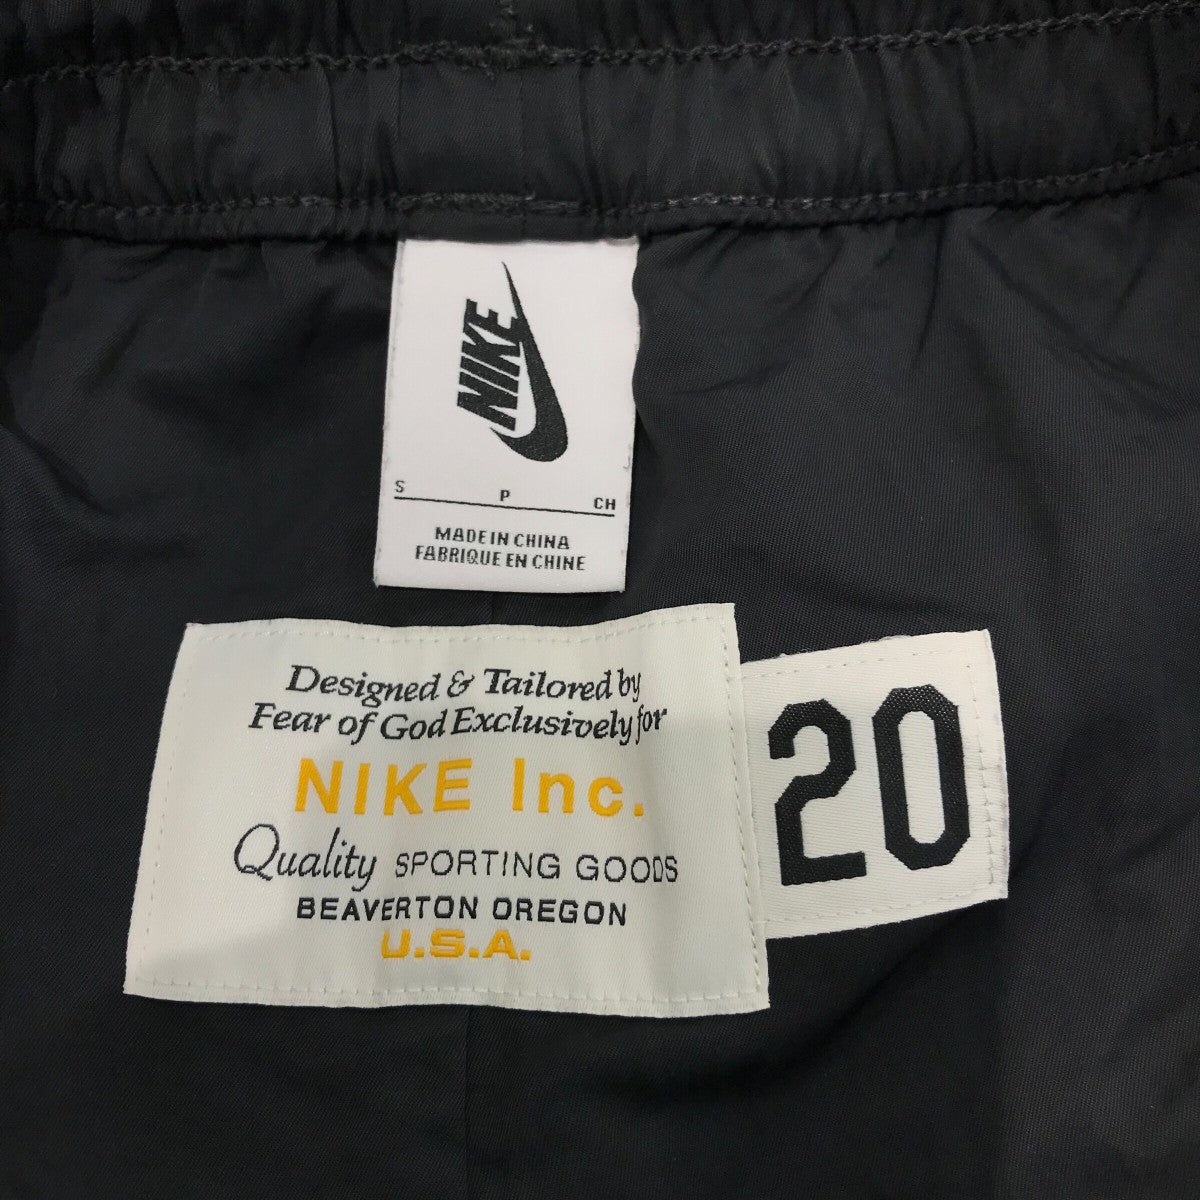 NIKE
S P CH
MADE IN CHINA
FABRIQUE EN CHINE
Designed & Tailored by
Fear of God Exclusively for
NIKE Inc.
Quality SPORTING GOODS
BEAVERTON OREGON
U.S.A.
20